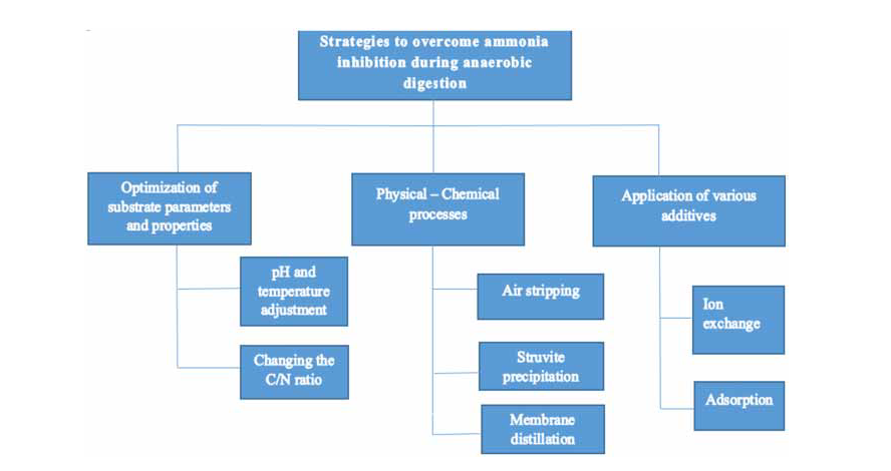 Strategies to overcome ammonia
inhibition during anaerobic
digestion
Optimization of
substrate parameters
and properties
Physical – Chemical
processes
Application of various
additives
pH and
temperature
adjustment
Changing the
C/N ratio
Air stripping
Struvite
precipitation
Membrane
distillation
Ion
exchange
Adsorption